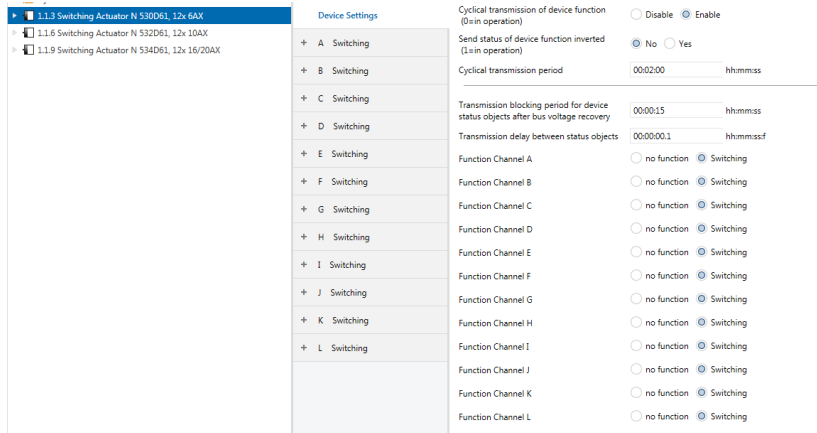 1.1.3 Switching Actuator N 530D61, 12x 6AX
1.1.6 Switching Actuator N 532D61, 12x 10AX
1.1.9 Switching Actuator N 534D61, 12x 16/20AX
Device Settings
+ A Switching
+ B Switching
+ C Switching
+ D Switching
+ E Switching
+ F Switching
+ G Switching
+ H Switching
+ I Switching
+ J Switching
+ K Switching
+ L Switching
Cyclical transmission of device function
(0=in operation) Disable Enable
Send status of device function inverted
(1=in operation) No Yes
Cyclical transmission period 00:02:00 hh:mm:ss
Transmission blocking period for device
status objects after bus voltage recovery 00:00:15 hh:mm:ss
Transmission delay between status objects 00:00:00.1 hh:mm:ss:f
Function Channel A no function Switching
Function Channel B no function Switching
Function Channel C no function Switching
Function Channel D no function Switching
Function Channel E no function Switching
Function Channel F no function Switching
Function Channel G no function Switching
Function Channel H no function Switching
Function Channel I no function Switching
Function Channel J no function Switching
Function Channel K no function Switching
Function Channel L no function Switching